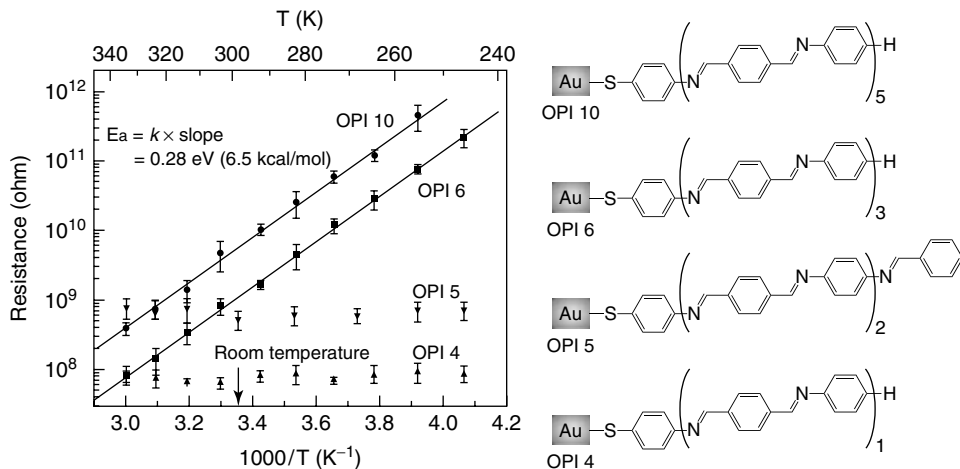 T (K)
340 320 300 280 260 240
10¹²
10¹¹
10¹⁰
10⁹
10⁸
Resistance (ohm)
Ea = k × slope
= 0.28 eV (6.5 kcal/mol)
OPI 10
OPI 6
OPI 5
OPI 4
Room temperature
3.0 3.2 3.4 3.6 3.8 4.0 4.2
1000/T (K⁻¹)
Au S N N H
5
OPI 10
Au S N N H
3
OPI 6
Au S N N N
2
OPI 5
Au S N N H
1
OPI 4